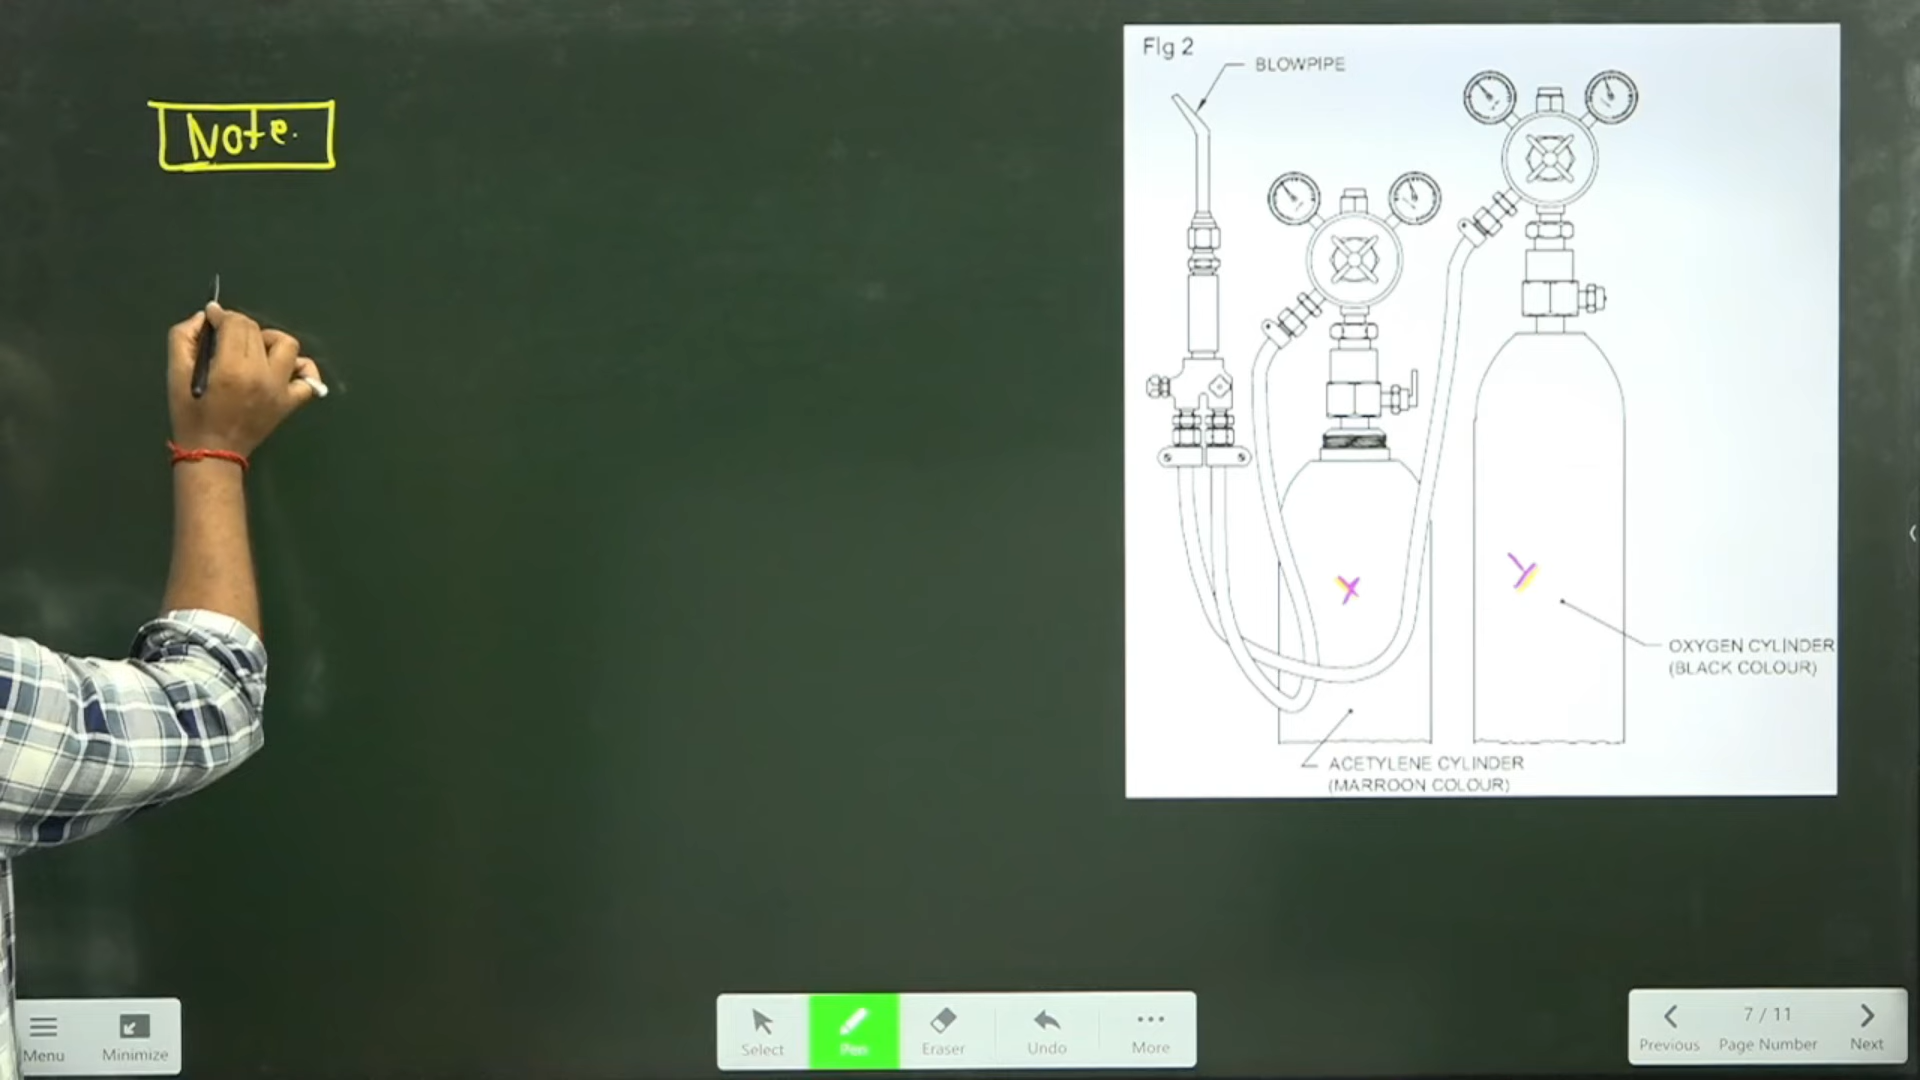 Note.
FIg 2
BLOWPIPE
OXYGEN CYLINDER
(BLACK COLOUR)
ACETYLENE CYLINDER
(MARROON COLOUR)
Menu
Minimize
Select
Pen
Eraser
Undo
More
Previous
7 / 11
Page Number
Next